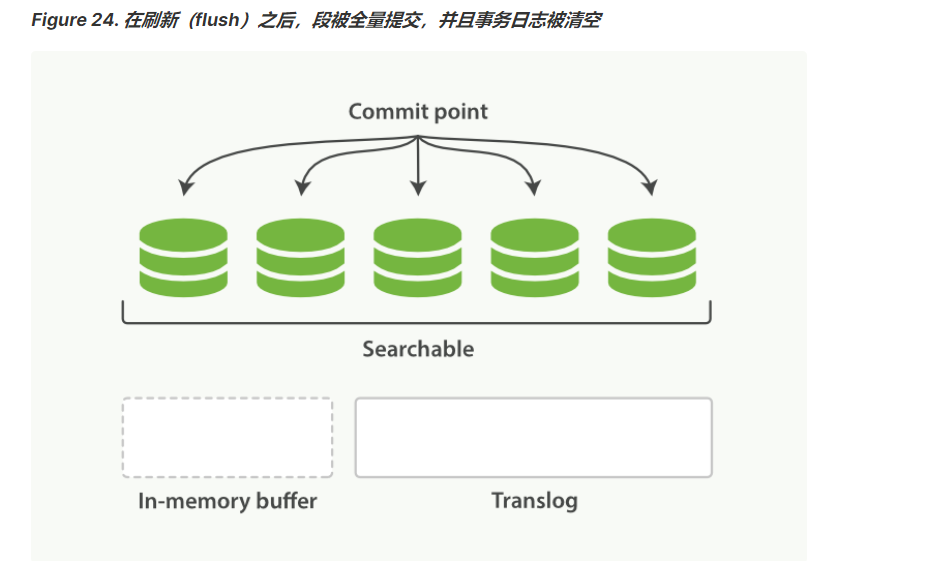 Figure 24. 在刷新（flush）之后，段被全量提交，并且事务日志被清空
Commit point
Searchable
In-memory buffer
Translog